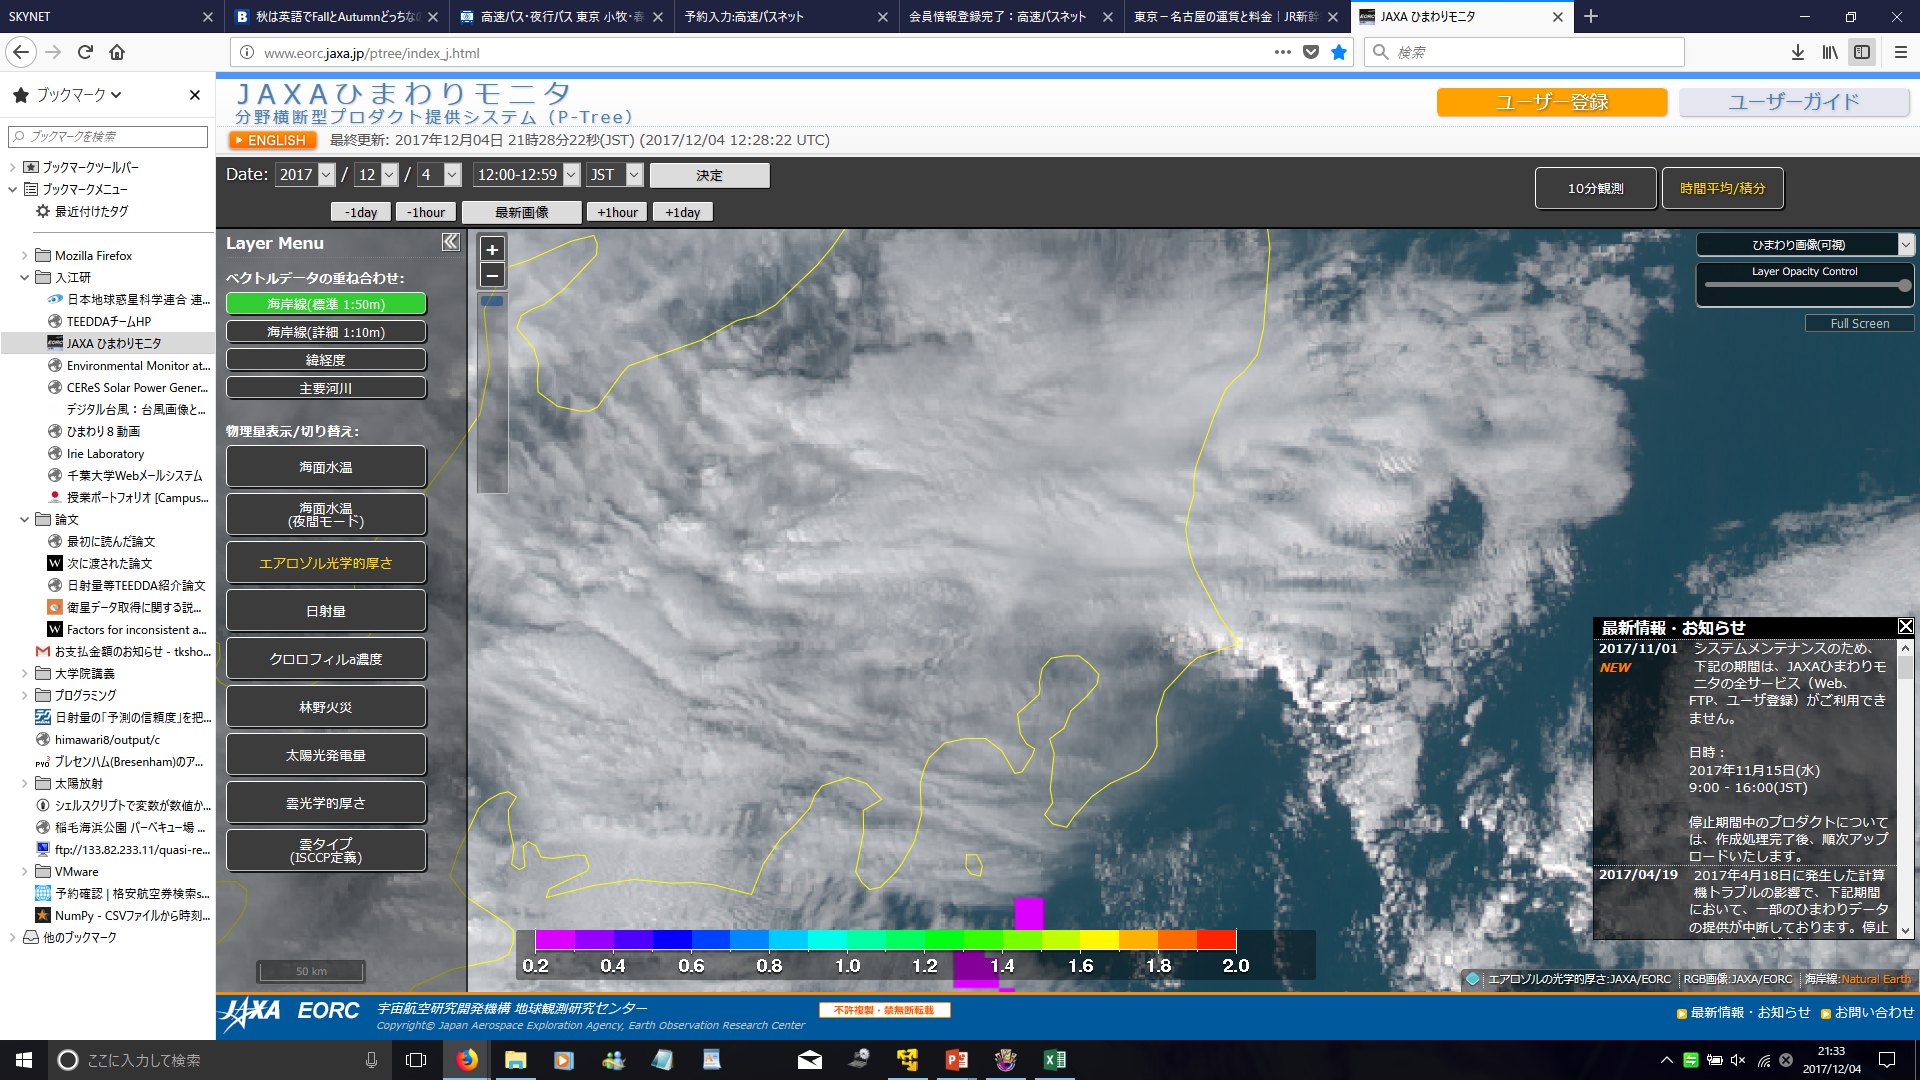 SKYNET
秋は英語でFallとAutumnどっちなの
高速バス・夜行バス 東京 小牧・春
予約入力:高速バスネット
会員情報登録完了:高速バスネット
東京－名古屋の運賃と料金｜JR新幹
JAXA ひまわりモニタ
www.eorc.jaxa.jp/ptree/index_j.html
検索
ブックマーク
ブックマークを検索
ブックマークツールバー
ブックマークメニュー
最近付けたタグ
Mozilla Firefox
入江研
日本地球惑星科学連合 連...
TEEDDAチームHP
JAXA ひまわりモニタ
Environmental Monitor at...
CEReS Solar Power Gener...
デジタル台風：台風画像と...
ひまわり８動画
Irie Laboratory
千葉大学Webメールシステム
授業ポートフォリオ [Campus...
論文
最初に読んだ論文
次に渡された論文
日射量等TEEDDA紹介論文
衛星データ取得に関する説...
Factors for inconsistent a...
お支払金額のお知らせ - tksho...
大学院講義
プログラミング
日射量の「予測の信頼度」を把...
himawari8/output/c
ブレセンハム(Bresenham)のア...
太陽放射
シェルスクリプトで変数が数値か...
稲毛海浜公園 バーベキュー場 ...
ftp://133.82.233.11/quasi-re...
VMware
予約確認 | 格安航空券検索s...
NumPy - CSVファイルから時刻...
他のブックマーク
JAXAひまわりモニタ
分野横断型プロダクト提供システム（P-Tree）
ユーザー登録
ユーザーガイド
ENGLISH
最終更新: 2017年12月04日 21時28分22秒(JST) (2017/12/04 12:28:22 UTC)
Date: 2017 / 12 / 4 12:00-12:59 JST 決定
-1day -1hour 最新画像 +1hour +1day
10分観測
時間平均/積分
Layer Menu
ベクトルデータの重ね合わせ:
海岸線(標準 1:50m)
海岸線(詳細 1:10m)
緯経度
主要河川
物理量表示/切り替え:
海面水温
海面水温
(夜間モード)
エアロゾル光学的厚さ
日射量
クロロフィルa濃度
林野火災
太陽光発電量
雲光学的厚さ
雲タイプ
(ISCCP定義)
50 km
ひまわり画像(可視)
Layer Opacity Control
Full Screen
最新情報・お知らせ
2017/11/01
NEW
システムメンテナンスのため、
下記の期間は、JAXAひまわりモ
ニタの全サービス（Web、
FTP、ユーザ登録）がご利用でき
ません。
日時：
2017年11月15日(水)
9:00 - 16:00(JST)
停止期間中のプロダクトについて
は、作成処理完了後、順次アップ
ロードいたします。
2017/04/19
2017年4月18日に発生した計算
機トラブルの影響で、下記期間
において、一部のひまわりデータ
の提供が中断しております。停止
0.2 0.4 0.6 0.8 1.0 1.2 1.4 1.6 1.8 2.0
エアロゾルの光学的厚さ:JAXA/EORC RGB画像:JAXA/EORC 海岸線:Natural Earth
JAXA EORC
宇宙航空研究開発機構 地球観測研究センター
Copyright© Japan Aerospace Exploration Agency, Earth Observation Research Center
不許複製・禁無断転載
最新情報・お知らせ
お問い合わせ
ここに入力して検索
21:33
2017/12/04